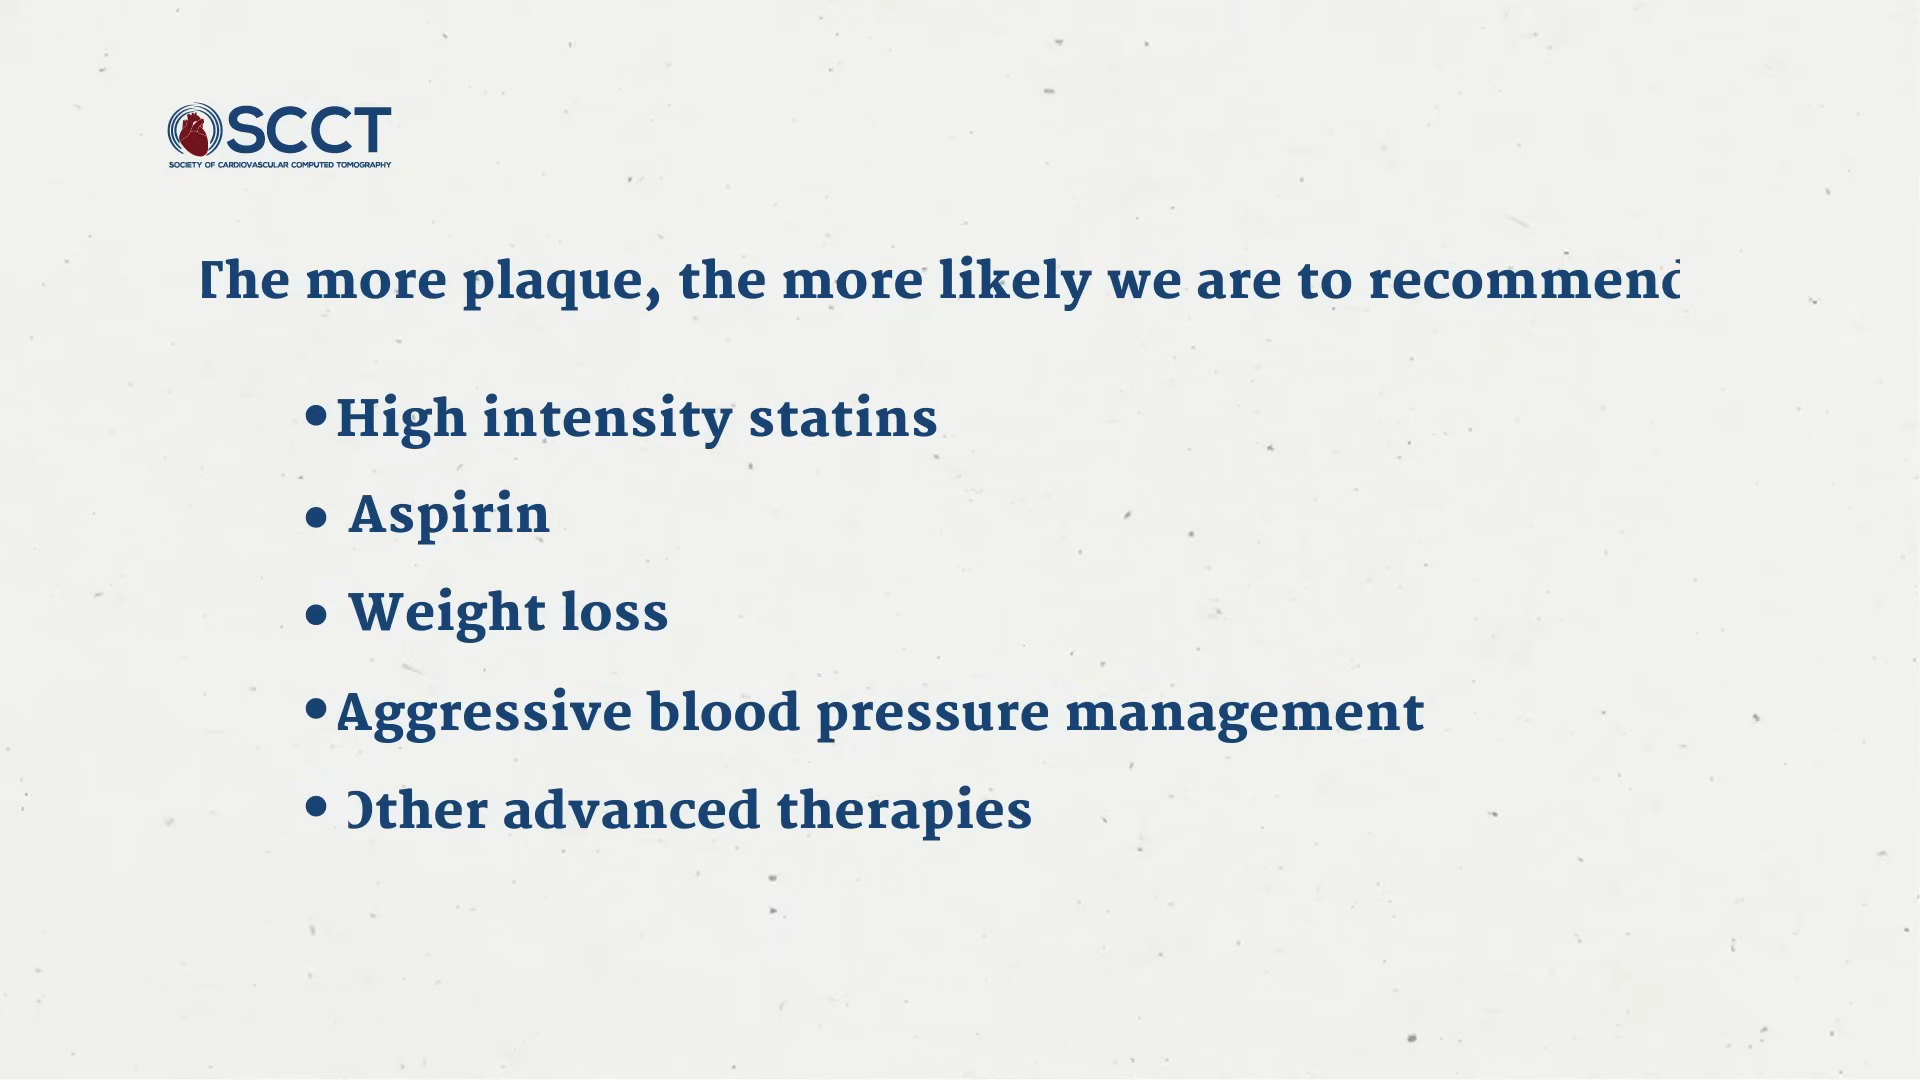 SCCT
SOCIETY OF CARDIOVASCULAR COMPUTED TOMOGRAPHY
The more plaque, the more likely we are to recommend
•High intensity statins
• Aspirin
• Weight loss
•Aggressive blood pressure management
• Other advanced therapies